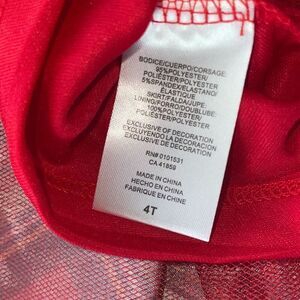 BODICE/CUERPO/CORSAGE:
95%POLYESTER/
POLIÉSTER/POLYESTER
5%SPANDEX/ELASTANO/
ÉLASTIQUE
SKIRT/FALDA/JUPE:
LINING/FORRO/DOUBLURE:
100%POLYESTER/
POLIÉSTER/POLYESTER
EXCLUSIVE OF DECORATION
EXCLUYENDO LA DECORACIÓN
EXCLUSIVE DE DÉCORATION
RN# 0101531
CA 41859
MADE IN CHINA
HECHO EN CHINA
FABRIQUÉ EN CHINE
4T